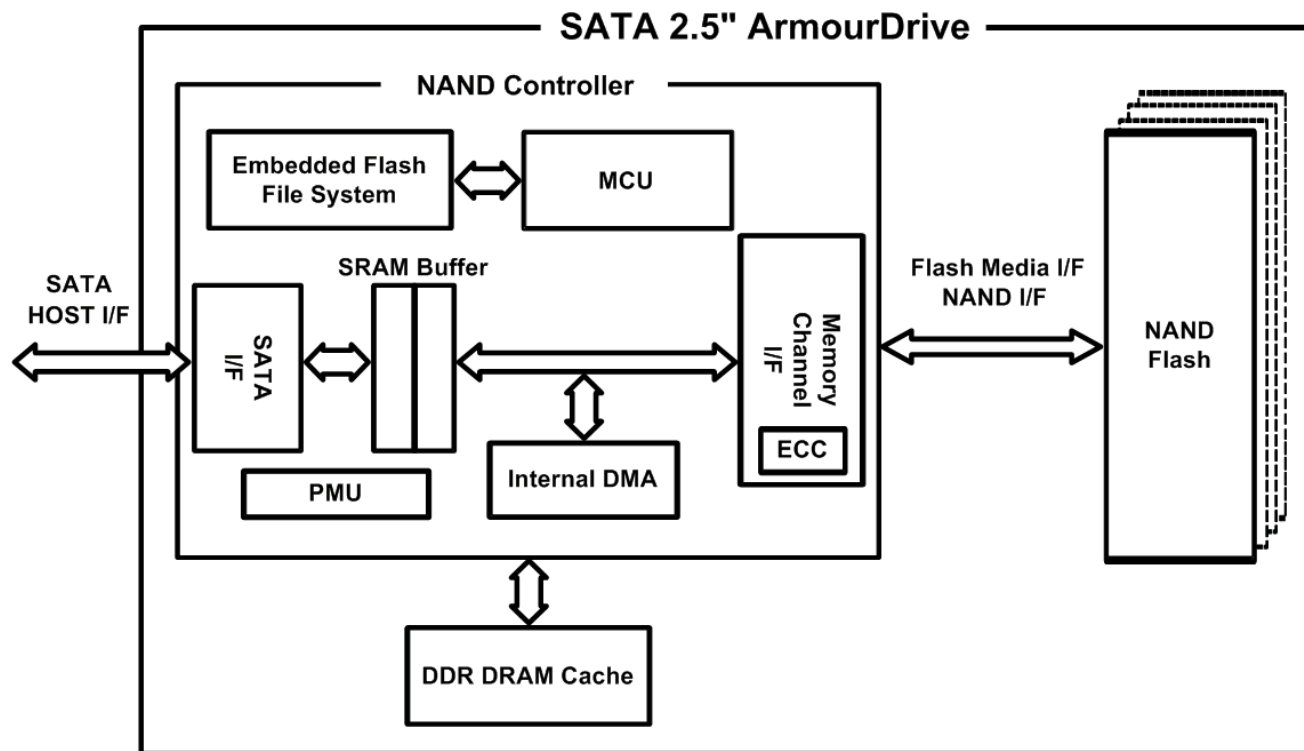 SATA 2.5" ArmourDrive
NAND Controller
Embedded Flash
File System
MCU
SRAM Buffer
SATA
HOST I/F
SATA
I/F
Memory
Channel
I/F
ECC
Flash Media I/F
NAND I/F
NAND
Flash
Internal DMA
PMU
DDR DRAM Cache